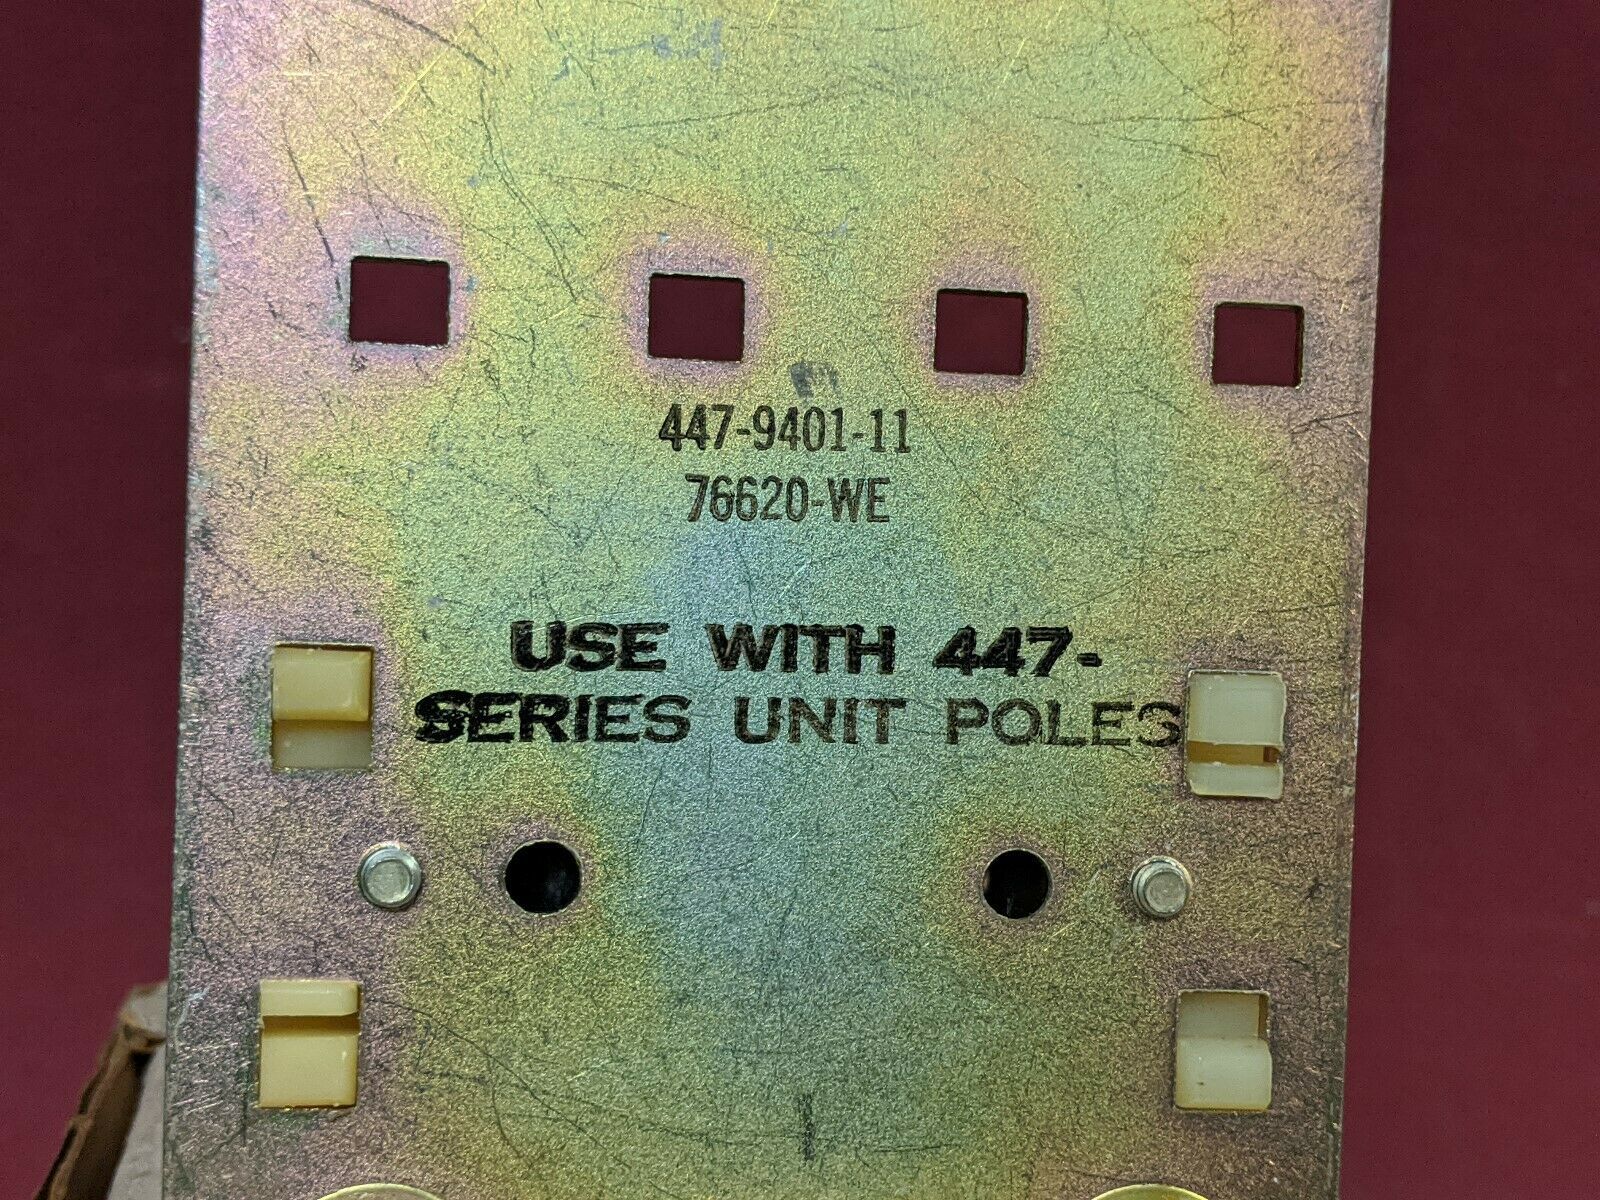 447-9401-11
76620-WE
USE WITH 447-
SERIES UNIT POLES